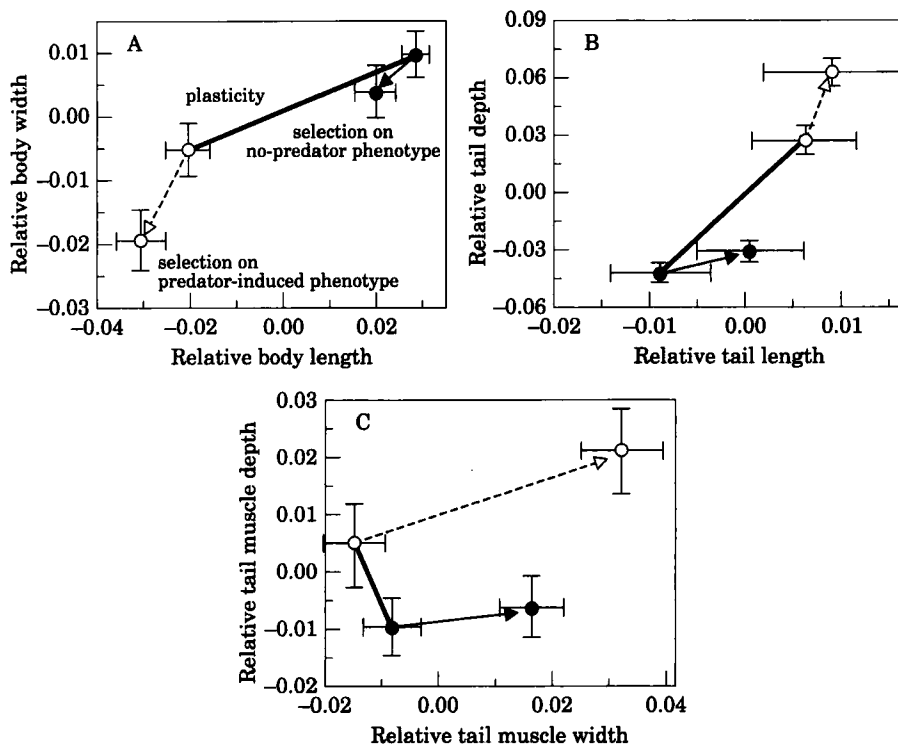 A
plasticity
selection on
no-predator phenotype
selection on
predator-induced phenotype
Relative body width
0.01
0.00
−0.01
−0.02
−0.03
−0.04
−0.02
0.00
0.02
Relative body length
B
Relative tail depth
0.09
0.06
0.03
0.00
−0.03
−0.06
−0.02
−0.01
0.00
0.01
Relative tail length
C
Relative tail muscle depth
0.03
0.02
0.01
0.00
−0.01
−0.02
−0.02
0.00
0.02
0.04
Relative tail muscle width